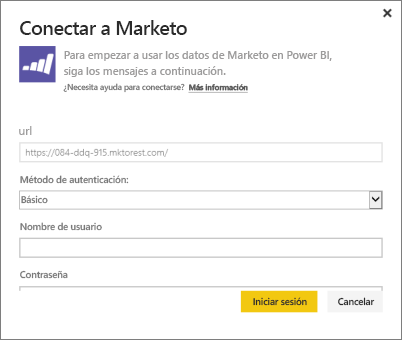 Conectar a Marketo
Para empezar a usar los datos de Marketo en Power BI,
siga los mensajes a continuación.
¿Necesita ayuda para conectarse? Más información
url
https://084-ddq-915.mktorest.com/
Método de autenticación:
Básico
Nombre de usuario
Contraseña
Iniciar sesión Cancelar